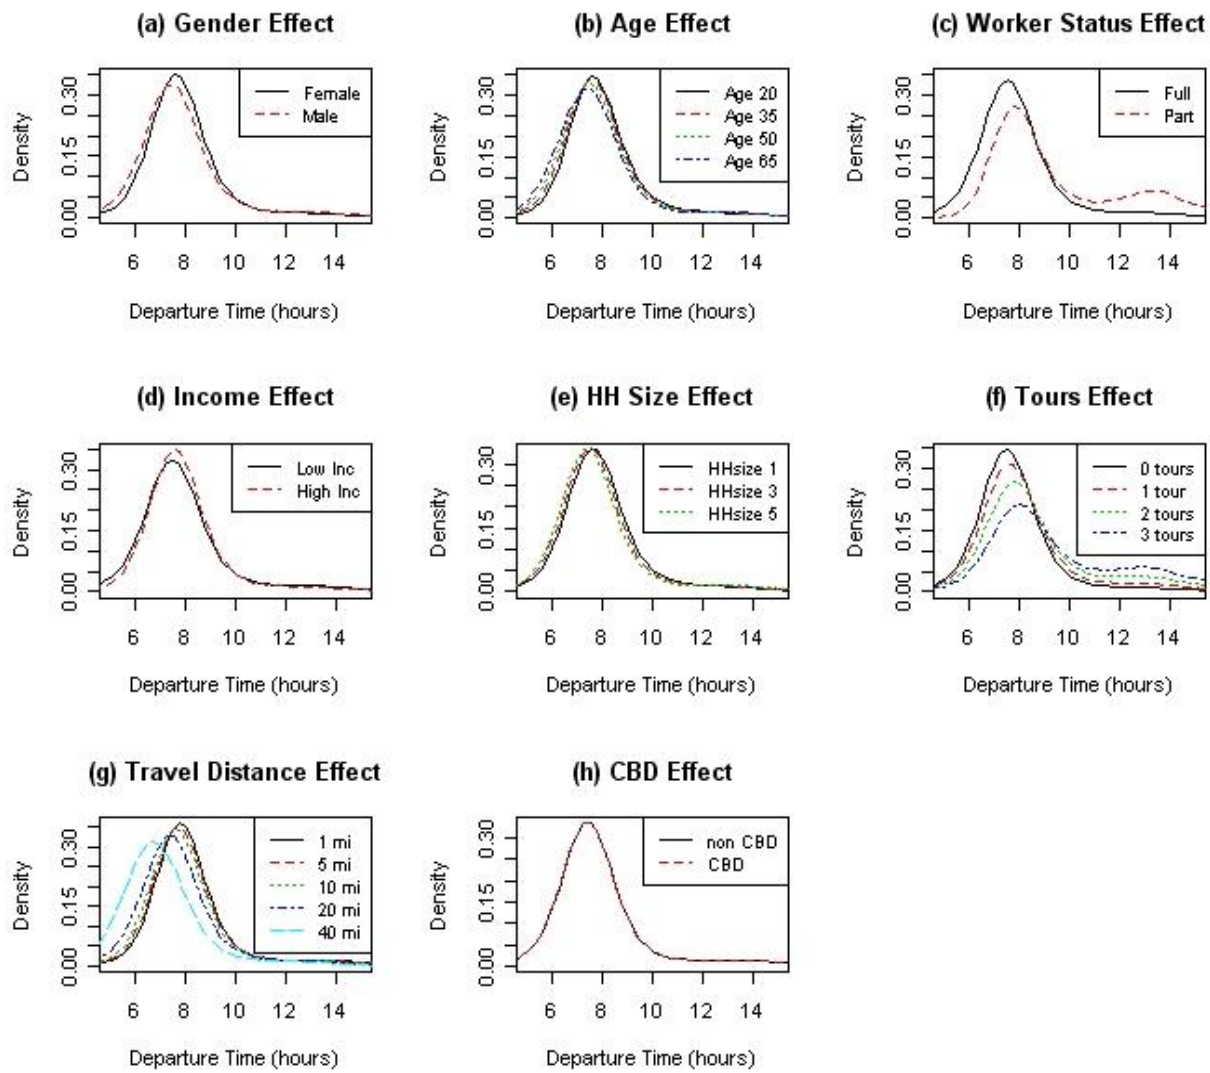 (a) Gender Effect
Density
0.00 0.15 0.30
Female
Male
6 8 10 12 14
Departure Time (hours)
(b) Age Effect
Density
0.00 0.15 0.30
Age 20
Age 35
Age 50
Age 65
6 8 10 12 14
Departure Time (hours)
(c) Worker Status Effect
Density
0.00 0.15 0.30
Full
Part
6 8 10 12 14
Departure Time (hours)
(d) Income Effect
Density
0.00 0.15 0.30
Low Inc
High Inc
6 8 10 12 14
Departure Time (hours)
(e) HH Size Effect
Density
0.00 0.15 0.30
HHsize 1
HHsize 3
HHsize 5
6 8 10 12 14
Departure Time (hours)
(f) Tours Effect
Density
0.00 0.15 0.30
0 tours
1 tour
2 tours
3 tours
6 8 10 12 14
Departure Time (hours)
(g) Travel Distance Effect
Density
0.00 0.15 0.30
1 mi
5 mi
10 mi
20 mi
40 mi
6 8 10 12 14
Departure Time (hours)
(h) CBD Effect
Density
0.00 0.15 0.30
non CBD
CBD
6 8 10 12 14
Departure Time (hours)